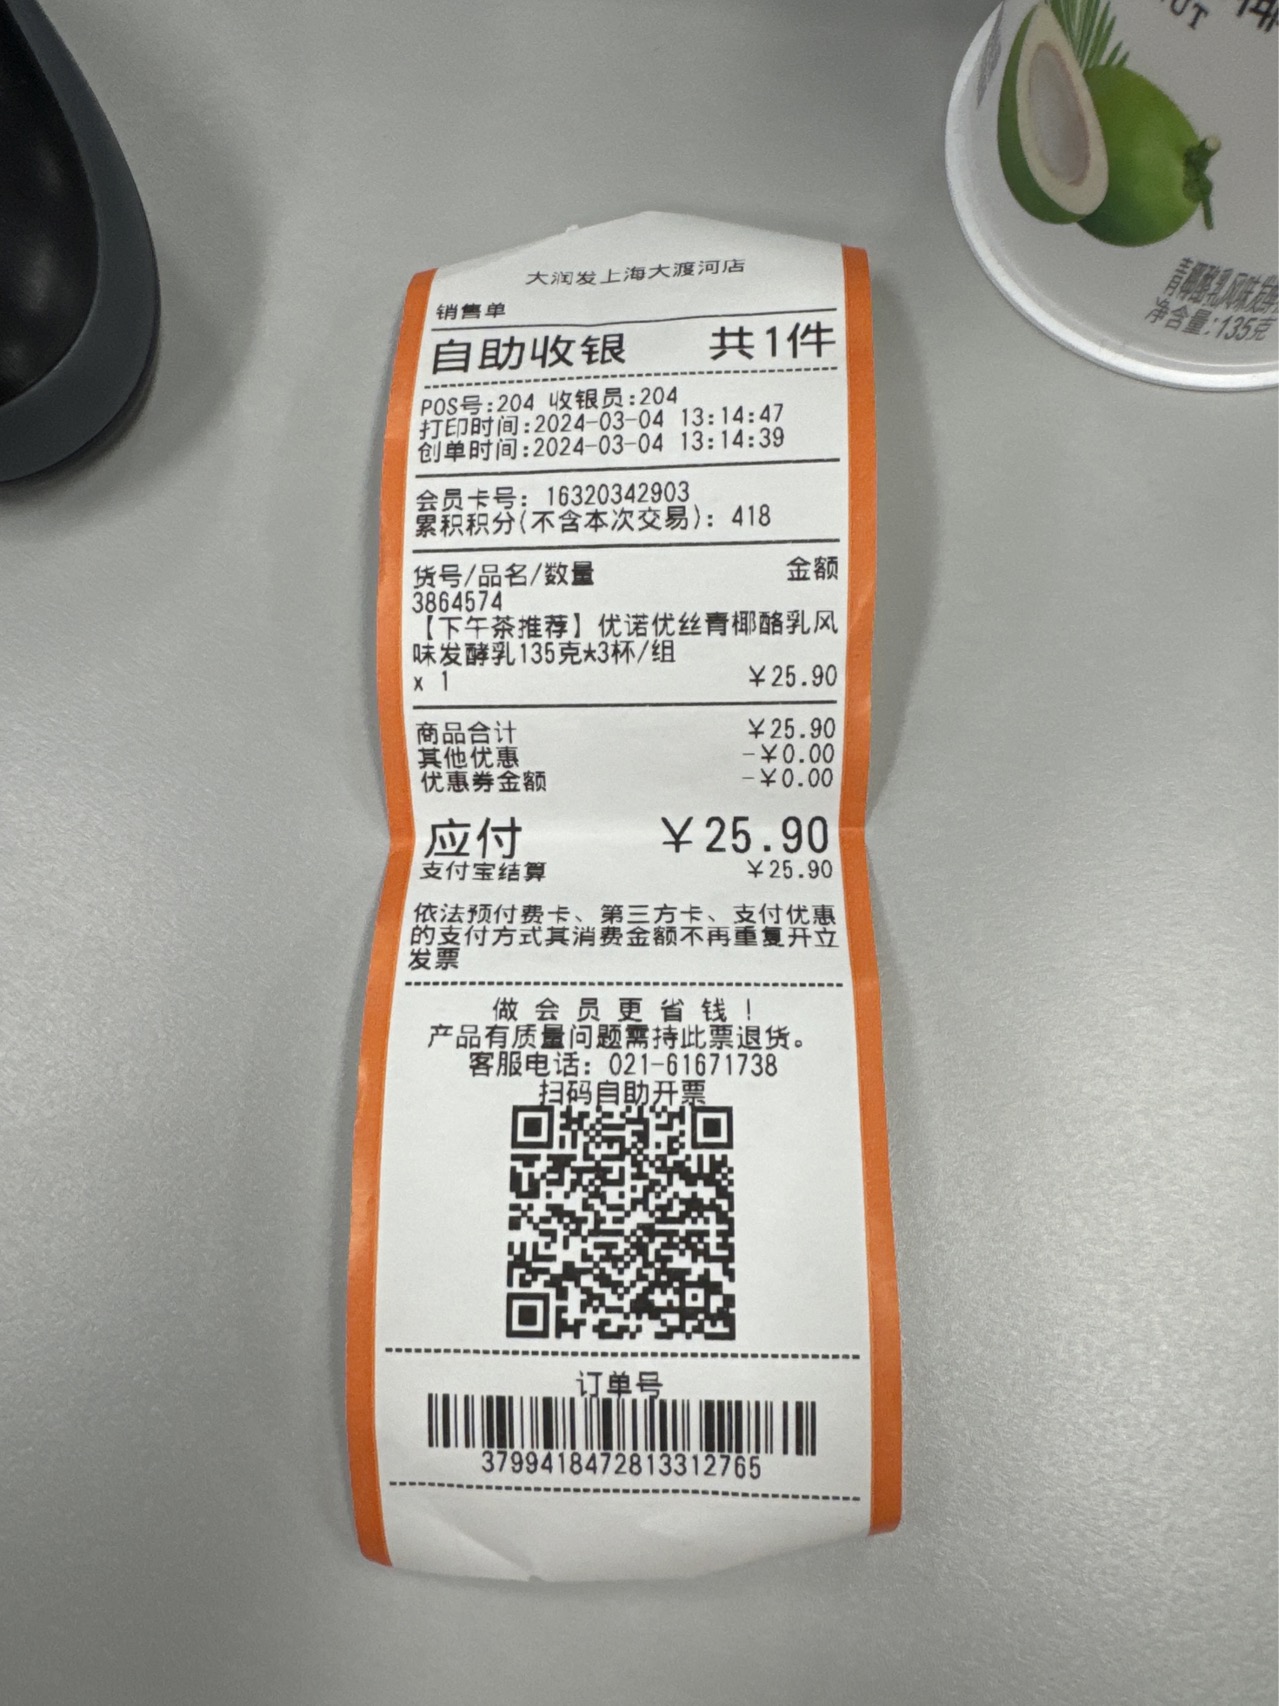 UT
青椰酪乳风味发酵
净含量:135克
大润发上海大渡河店
销售单
自助收银 共1件
POS号:204 收银员:204
打印时间:2024-03-04 13:14:47
创单时间:2024-03-04 13:14:39
会员卡号: 16320342903
累积积分(不含本次交易): 418
货号/品名/数量 金额
3864574
【下午茶推荐】优诺优丝青椰酪乳风
味发酵乳135克*3杯/组
x 1 ¥25.90
商品合计 ¥25.90
其他优惠 -¥0.00
优惠券金额 -¥0.00
应付 ¥25.90
支付宝结算 ¥25.90
依法预付费卡、第三方卡、支付优惠
的支付方式其消费金额不再重复开立
发票
做会员更省钱!
产品有质量问题需持此票退货。
客服电话: 021-61671738
扫码自助开票
订单号
3799418472813312765